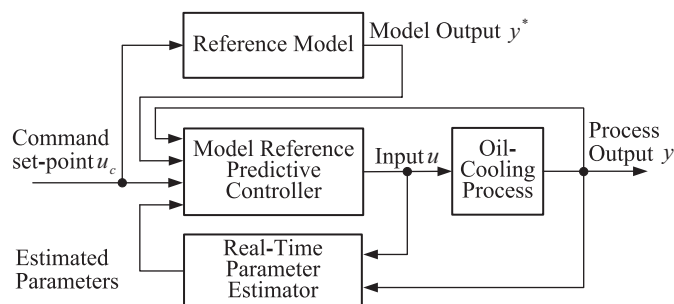 Reference Model
Model Output y*
Command
set-point u_c
Model Reference
Predictive
Controller
Input u
Oil-
Cooling
Process
Process
Output y
Estimated
Parameters
Real-Time
Parameter
Estimator